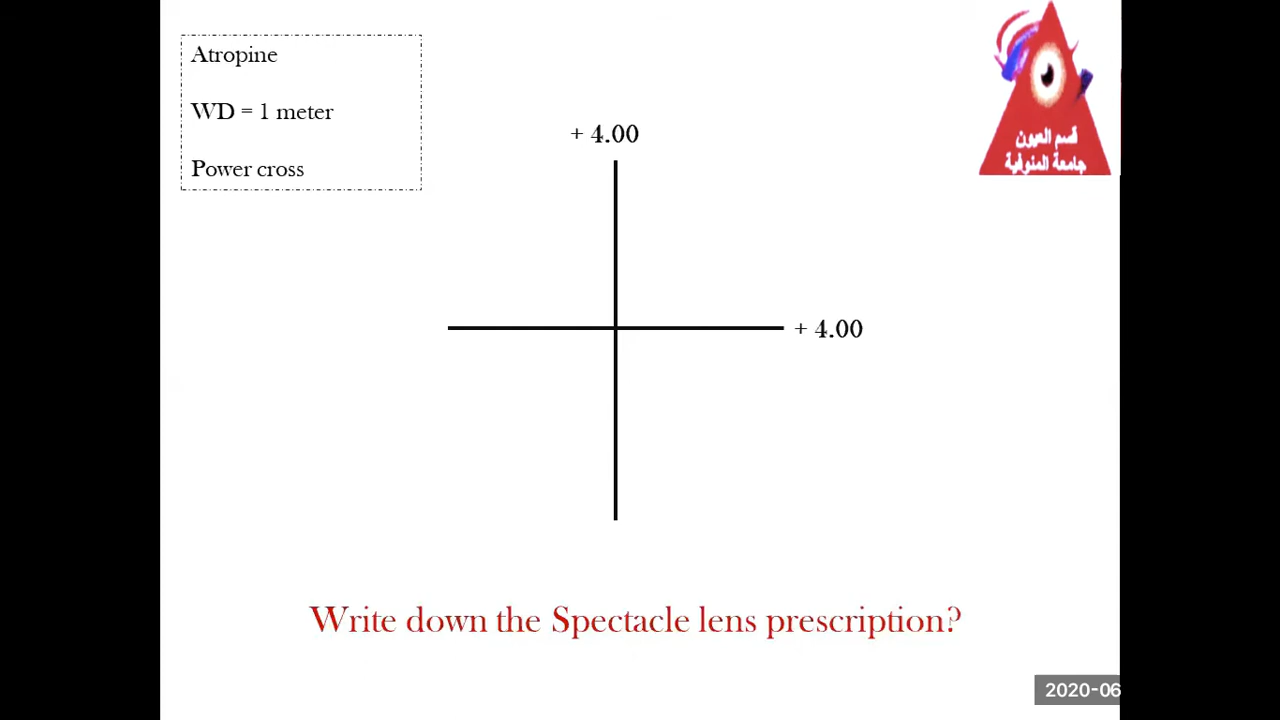 Atropine
WD = 1 meter
Power cross
+ 4.00
+ 4.00
Write down the Spectacle lens prescription?
قسم العيون
جامعة المنوفية
2020-06